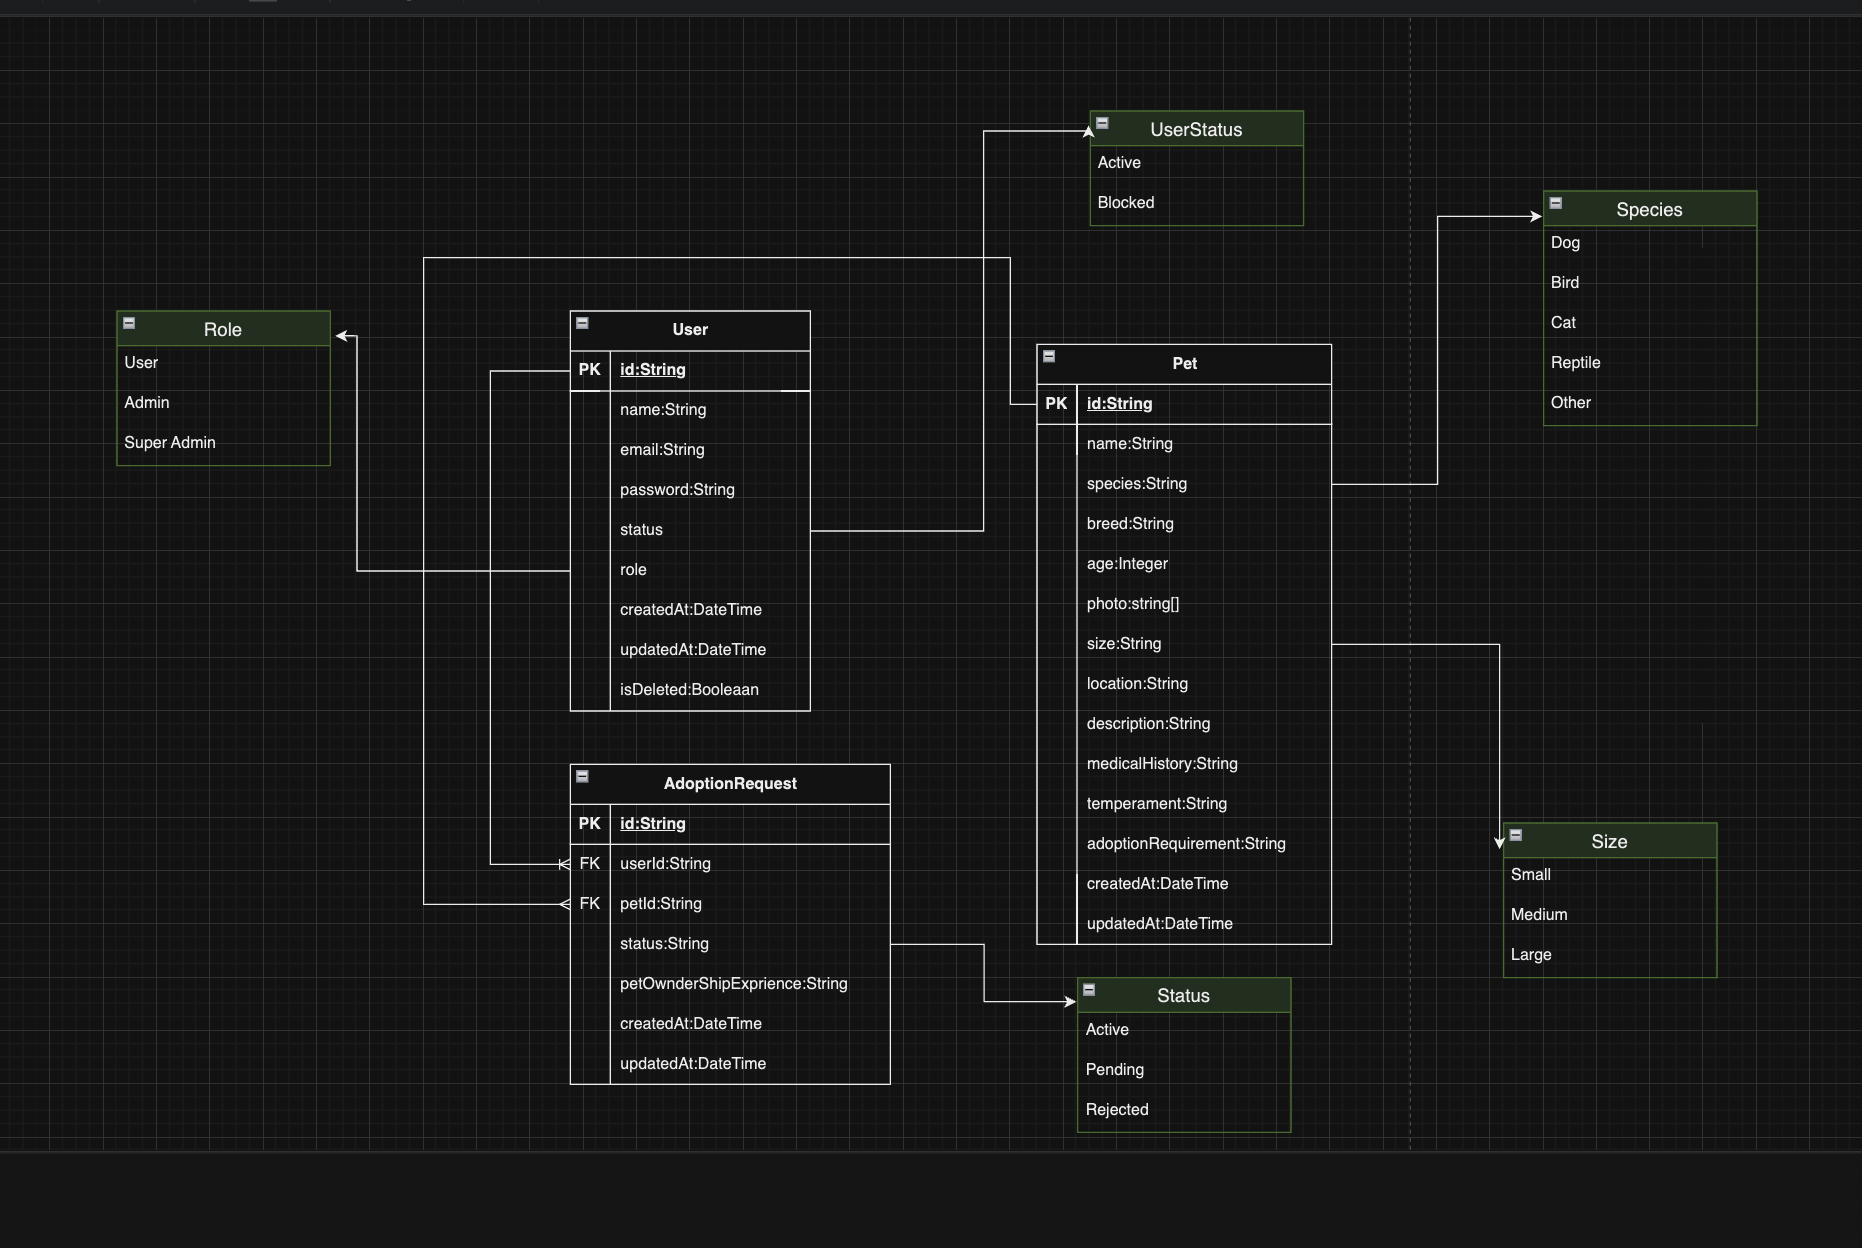 UserStatus
Active
Blocked
Species
Dog
Bird
Cat
Reptile
Other
Role
User
Admin
Super Admin
User
PK id:String
name:String
email:String
password:String
status
role
createdAt:DateTime
updatedAt:DateTime
isDeleted:Booleaan
Pet
PK id:String
name:String
species:String
breed:String
age:Integer
photo:string[]
size:String
location:String
description:String
medicalHistory:String
temperament:String
adoptionRequirement:String
createdAt:DateTime
updatedAt:DateTime
AdoptionRequest
PK id:String
FK userId:String
FK petId:String
status:String
petOwnderShipExprience:String
createdAt:DateTime
updatedAt:DateTime
Size
Small
Medium
Large
Status
Active
Pending
Rejected